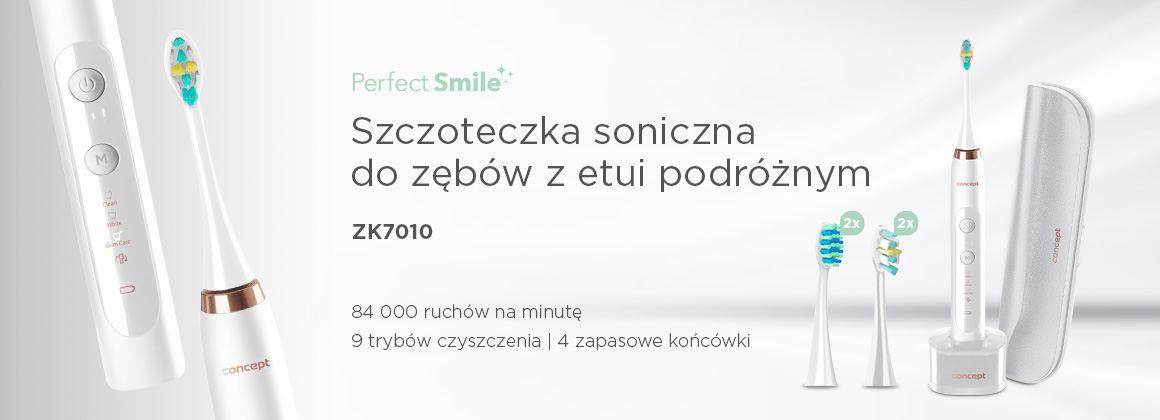 Perfect Smile
Szczoteczka soniczna
do zębów z etui podróżnym
ZK7010
84 000 ruchów na minutę
9 trybów czyszczenia | 4 zapasowe końcówki
M
Clean
White
Gum Care
concept
2x
2x
concept
M
concept
concept